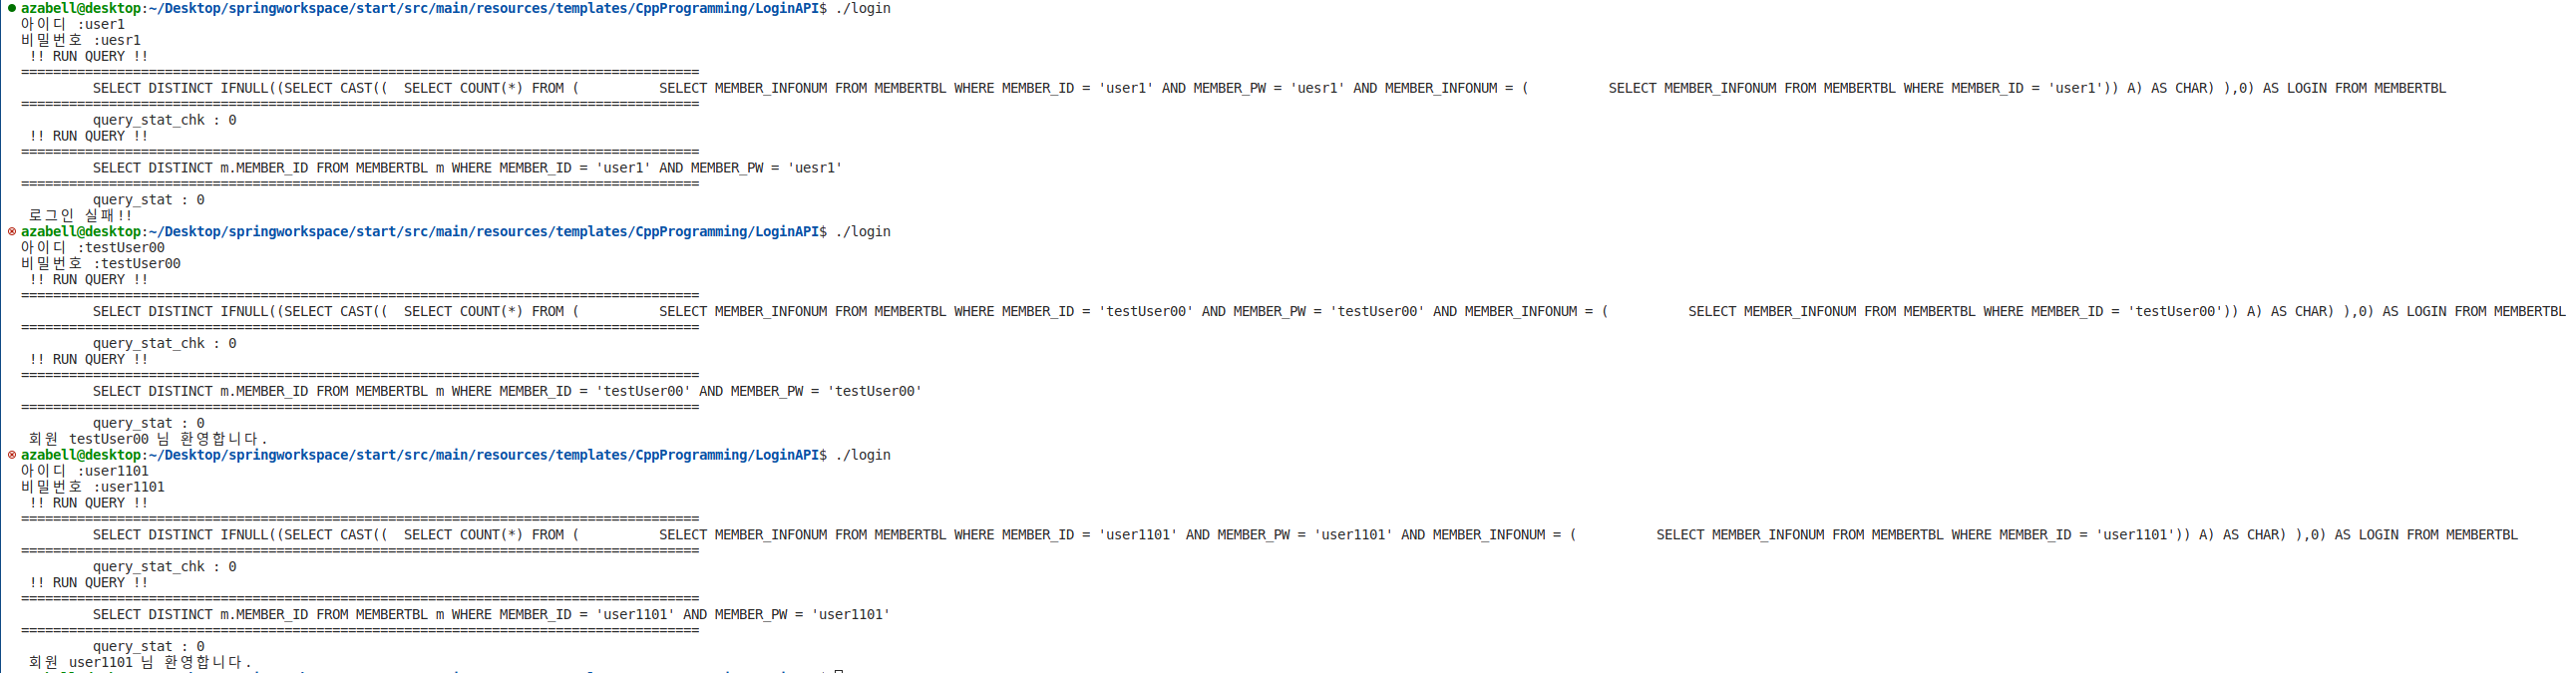 azabell@desktop:~/Desktop/springworkspace/start/src/main/resources/templates/CppProgramming/LoginAPI$ ./login
아이디 :user1
비밀번호 :uesr1
!! RUN QUERY !!
=====================================================================================
SELECT DISTINCT IFNULL((SELECT CAST((  SELECT COUNT(*) FROM (          SELECT MEMBER_INFONUM FROM MEMBERTBL WHERE MEMBER_ID = 'user1' AND MEMBER_PW = 'uesr1' AND MEMBER_INFONUM = (          SELECT MEMBER_INFONUM FROM MEMBERTBL WHERE MEMBER_ID = 'user1')) A) AS CHAR) ),0) AS LOGIN FROM MEMBERTBL
=====================================================================================
query_stat_chk : 0
!! RUN QUERY !!
=====================================================================================
SELECT DISTINCT m.MEMBER_ID FROM MEMBERTBL m WHERE MEMBER_ID = 'user1' AND MEMBER_PW = 'uesr1'
=====================================================================================
query_stat : 0
로그인 실패!!
azabell@desktop:~/Desktop/springworkspace/start/src/main/resources/templates/CppProgramming/LoginAPI$ ./login
아이디 :testUser00
비밀번호 :testUser00
!! RUN QUERY !!
=====================================================================================
SELECT DISTINCT IFNULL((SELECT CAST((  SELECT COUNT(*) FROM (          SELECT MEMBER_INFONUM FROM MEMBERTBL WHERE MEMBER_ID = 'testUser00' AND MEMBER_PW = 'testUser00' AND MEMBER_INFONUM = (          SELECT MEMBER_INFONUM FROM MEMBERTBL WHERE MEMBER_ID = 'testUser00')) A) AS CHAR) ),0) AS LOGIN FROM MEMBERTBL
=====================================================================================
query_stat_chk : 0
!! RUN QUERY !!
=====================================================================================
SELECT DISTINCT m.MEMBER_ID FROM MEMBERTBL m WHERE MEMBER_ID = 'testUser00' AND MEMBER_PW = 'testUser00'
=====================================================================================
query_stat : 0
회원 testUser00 님 환영합니다.
azabell@desktop:~/Desktop/springworkspace/start/src/main/resources/templates/CppProgramming/LoginAPI$ ./login
아이디 :user1101
비밀번호 :user1101
!! RUN QUERY !!
=====================================================================================
SELECT DISTINCT IFNULL((SELECT CAST((  SELECT COUNT(*) FROM (          SELECT MEMBER_INFONUM FROM MEMBERTBL WHERE MEMBER_ID = 'user1101' AND MEMBER_PW = 'user1101' AND MEMBER_INFONUM = (          SELECT MEMBER_INFONUM FROM MEMBERTBL WHERE MEMBER_ID = 'user1101')) A) AS CHAR) ),0) AS LOGIN FROM MEMBERTBL
=====================================================================================
query_stat_chk : 0
!! RUN QUERY !!
=====================================================================================
SELECT DISTINCT m.MEMBER_ID FROM MEMBERTBL m WHERE MEMBER_ID = 'user1101' AND MEMBER_PW = 'user1101'
=====================================================================================
query_stat : 0
회원 user1101 님 환영합니다.